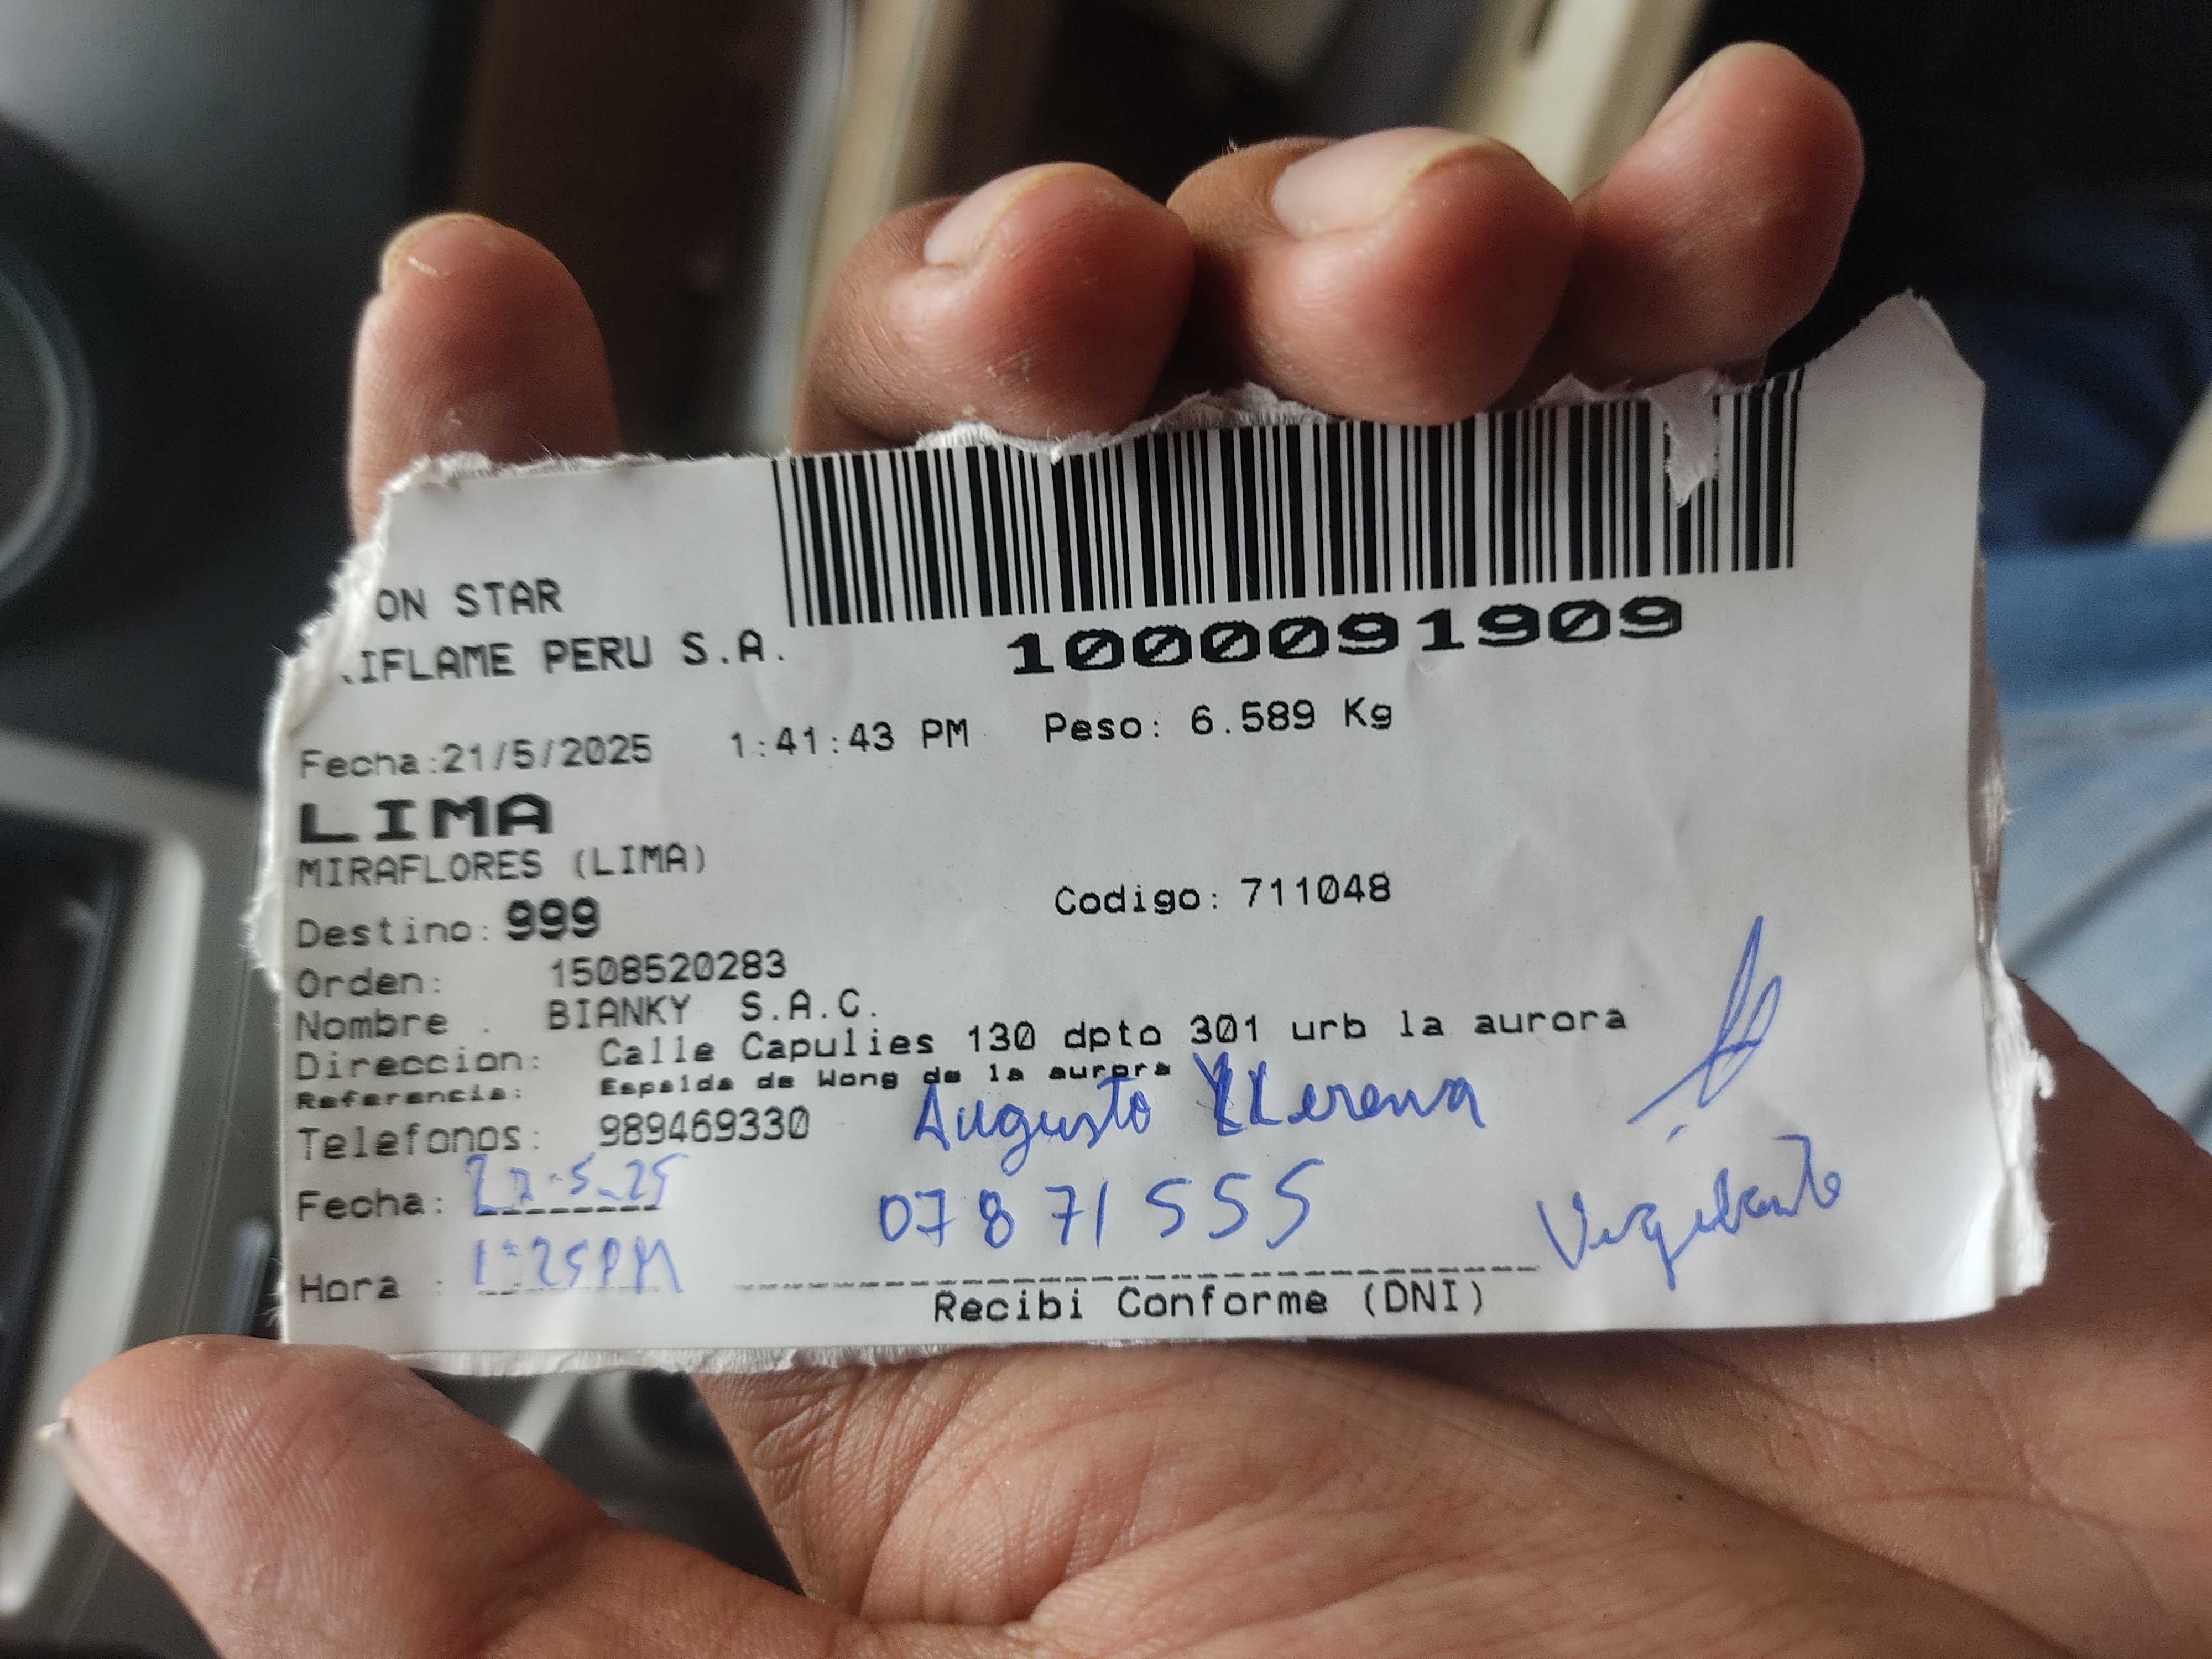 ON STAR
IFLAME PERU S.A.
1000091909
Fecha:21/5/2025 1:41:43 PM Peso: 6.589 Kg
LIMA
MIRAFLORES (LIMA)
Destino: 999 Codigo: 711048
Orden: 1508520283
Nombre . BIANKY S.A.C.
Direccion: Calle Capulies 130 dpto 301 urb la aurora
Referencia: Espalda de Wong de la aurora
Telefonos: 989469330
Augusto LLerena
Fecha: -5-25
07871555
Vigilante
Hora : 1:25PM
Recibi Conforme (DNI)